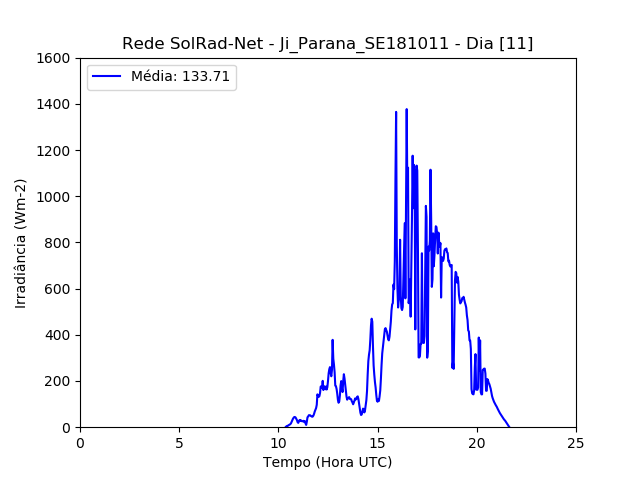 Rede SolRad-Net - Ji_Parana_SE181011 - Dia [11]
Média: 133.71
1600
1400
1200
1000
800
600
400
200
0
Irradiância (Wm-2)
0 5 10 15 20 25
Tempo (Hora UTC)